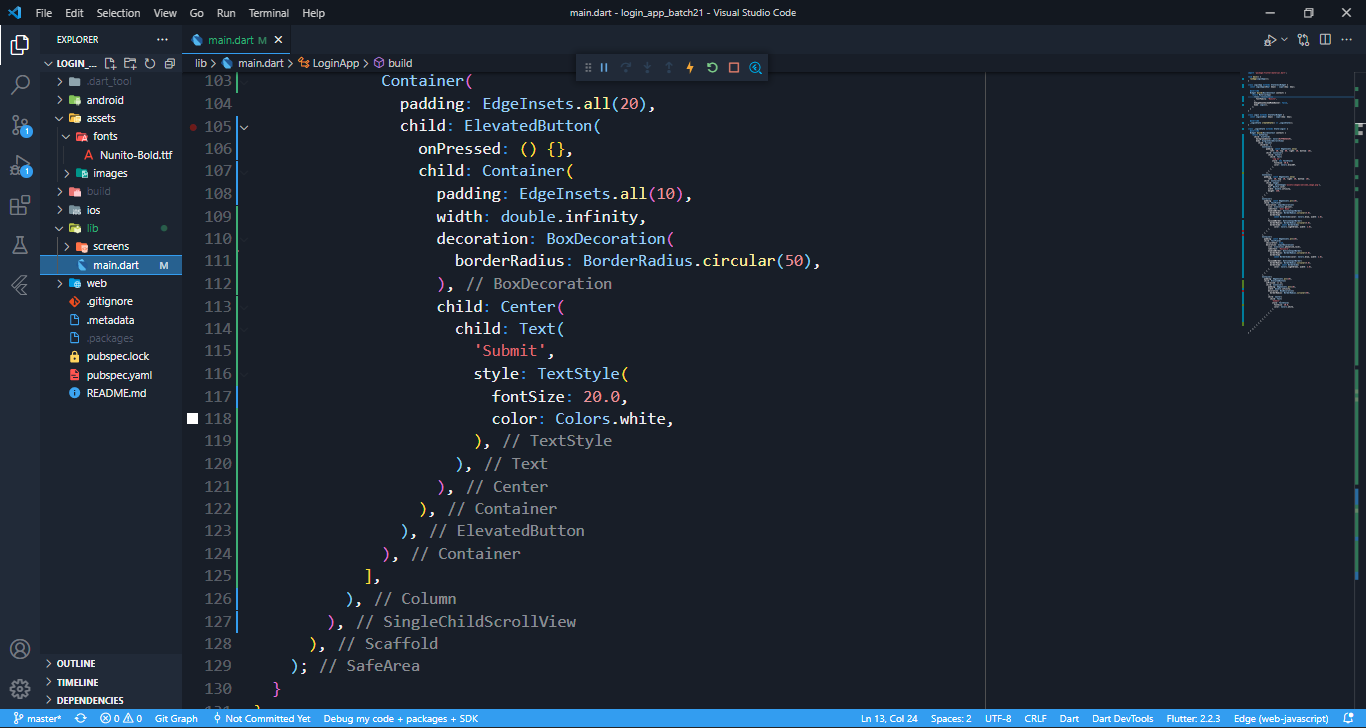 File Edit Selection View Go Run Terminal Help
main.dart - login_app_batch21 - Visual Studio Code
EXPLORER
main.dart M
LOGIN_...
lib > main.dart > LoginApp > build
.dart_tool
android
assets
fonts
Nunito-Bold.ttf
images
build
ios
lib
screens
main.dart M
web
.gitignore
.metadata
.packages
pubspec.lock
pubspec.yaml
README.md
OUTLINE
TIMELINE
DEPENDENCIES
1
1
103 Container(
104 padding: EdgeInsets.all(20),
105 child: ElevatedButton(
106 onPressed: () {},
107 child: Container(
108 padding: EdgeInsets.all(10),
109 width: double.infinity,
110 decoration: BoxDecoration(
111 borderRadius: BorderRadius.circular(50),
112 ), // BoxDecoration
113 child: Center(
114 child: Text(
115 'Submit',
116 style: TextStyle(
117 fontSize: 20.0,
118 color: Colors.white,
119 ), // TextStyle
120 ), // Text
121 ), // Center
122 ), // Container
123 ), // ElevatedButton
124 ), // Container
125 ],
126 ), // Column
127 ), // SingleChildScrollView
128 ), // Scaffold
129 ); // SafeArea
130 }
master* 0 0 Git Graph Not Committed Yet Debug my code + packages + SDK Ln 13, Col 24 Spaces: 2 UTF-8 CRLF Dart Dart DevTools Flutter: 2.2.3 Edge (web-javascript)